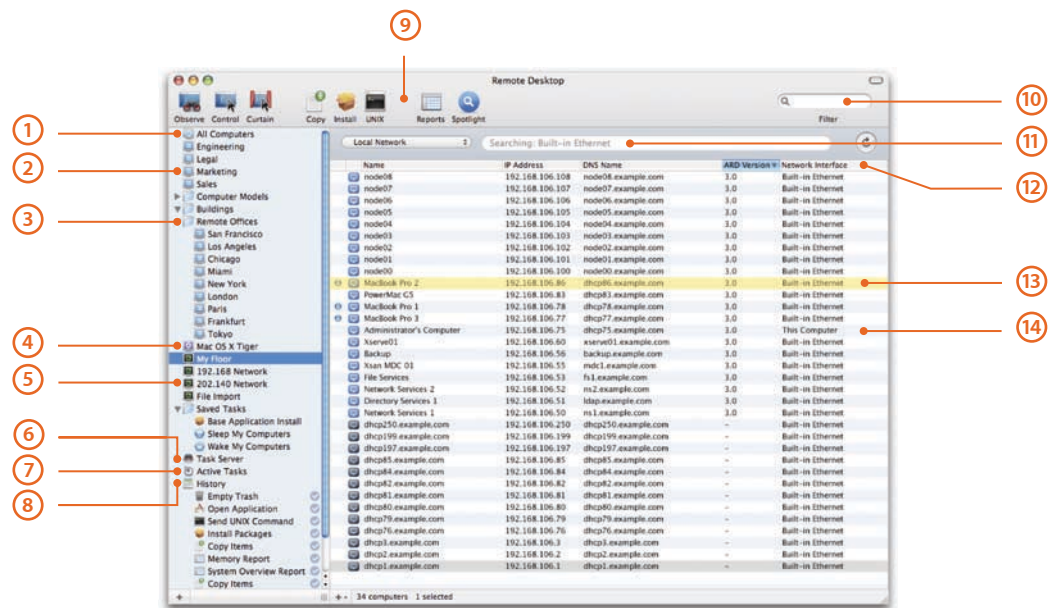 9
Remote Desktop
Observe Control Curtain Copy Install UNIX Reports Spotlight
Filter
10
1
2
3
4
5
6
7
8
All Computers
Engineering
Legal
Marketing
Sales
Computer Models
Buildings
Remote Offices
San Francisco
Los Angeles
Chicago
Miami
New York
London
Paris
Frankfurt
Tokyo
Mac OS X Tiger
My Floor
192.168 Network
202.140 Network
File Import
Saved Tasks
Base Application Install
Sleep My Computers
Wake My Computers
Task Server
Active Tasks
History
Empty Trash
Open Application
Send UNIX Command
Install Packages
Copy Items
Memory Report
System Overview Report
Copy Items
Local Network Searching: Built-in Ethernet
11
Name IP Address DNS Name ARD Version Network Interface
12
node08 192.168.106.108 node08.example.com 3.0 Built-in Ethernet
node07 192.168.106.107 node07.example.com 3.0 Built-in Ethernet
node06 192.168.106.106 node06.example.com 3.0 Built-in Ethernet
node05 192.168.106.105 node05.example.com 3.0 Built-in Ethernet
node04 192.168.106.104 node04.example.com 3.0 Built-in Ethernet
node03 192.168.106.103 node03.example.com 3.0 Built-in Ethernet
node02 192.168.106.102 node02.example.com 3.0 Built-in Ethernet
node01 192.168.106.101 node01.example.com 3.0 Built-in Ethernet
node00 192.168.106.100 node00.example.com 3.0 Built-in Ethernet
MacBook Pro 2 192.168.106.86 dhcp86.example.com 3.0 Built-in Ethernet
13
PowerMac G5 192.168.106.83 dhcp83.example.com 3.0 Built-in Ethernet
MacBook Pro 1 192.168.106.78 dhcp78.example.com 3.0 Built-in Ethernet
MacBook Pro 3 192.168.106.77 dhcp77.example.com 3.0 Built-in Ethernet
Administrator's Computer 192.168.106.75 dhcp75.example.com 3.0 This Computer
14
Xserve01 192.168.106.60 xserve01.example.com 3.0 Built-in Ethernet
Backup 192.168.106.56 backup.example.com 3.0 Built-in Ethernet
Xsan MDC 01 192.168.106.55 mdc1.example.com 3.0 Built-in Ethernet
File Services 192.168.106.53 fs1.example.com 3.0 Built-in Ethernet
Network Services 2 192.168.106.52 ns2.example.com 3.0 Built-in Ethernet
Directory Services 1 192.168.106.51 ldap.example.com 3.0 Built-in Ethernet
Network Services 1 192.168.106.50 ns1.example.com 3.0 Built-in Ethernet
dhcp250.example.com 192.168.106.250 dhcp250.example.com - Built-in Ethernet
dhcp199.example.com 192.168.106.199 dhcp199.example.com - Built-in Ethernet
dhcp197.example.com 192.168.106.197 dhcp197.example.com - Built-in Ethernet
dhcp85.example.com 192.168.106.85 dhcp85.example.com - Built-in Ethernet
dhcp84.example.com 192.168.106.84 dhcp84.example.com - Built-in Ethernet
dhcp82.example.com 192.168.106.82 dhcp82.example.com - Built-in Ethernet
dhcp81.example.com 192.168.106.81 dhcp81.example.com - Built-in Ethernet
dhcp80.example.com 192.168.106.80 dhcp80.example.com - Built-in Ethernet
dhcp79.example.com 192.168.106.79 dhcp79.example.com - Built-in Ethernet
dhcp76.example.com 192.168.106.76 dhcp76.example.com - Built-in Ethernet
dhcp3.example.com 192.168.106.3 dhcp3.example.com - Built-in Ethernet
dhcp2.example.com 192.168.106.2 dhcp2.example.com - Built-in Ethernet
dhcp1.example.com 192.168.106.1 dhcp1.example.com - Built-in Ethernet
34 computers 1 selected